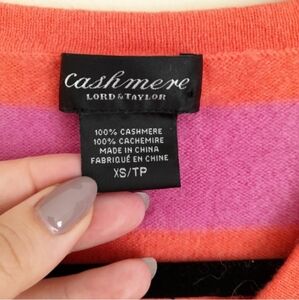 Cashmere
LORD & TAYLOR
100% CASHMERE
100% CACHEMIRE
MADE IN CHINA
FABRIQUÉ EN CHINE
XS/TP